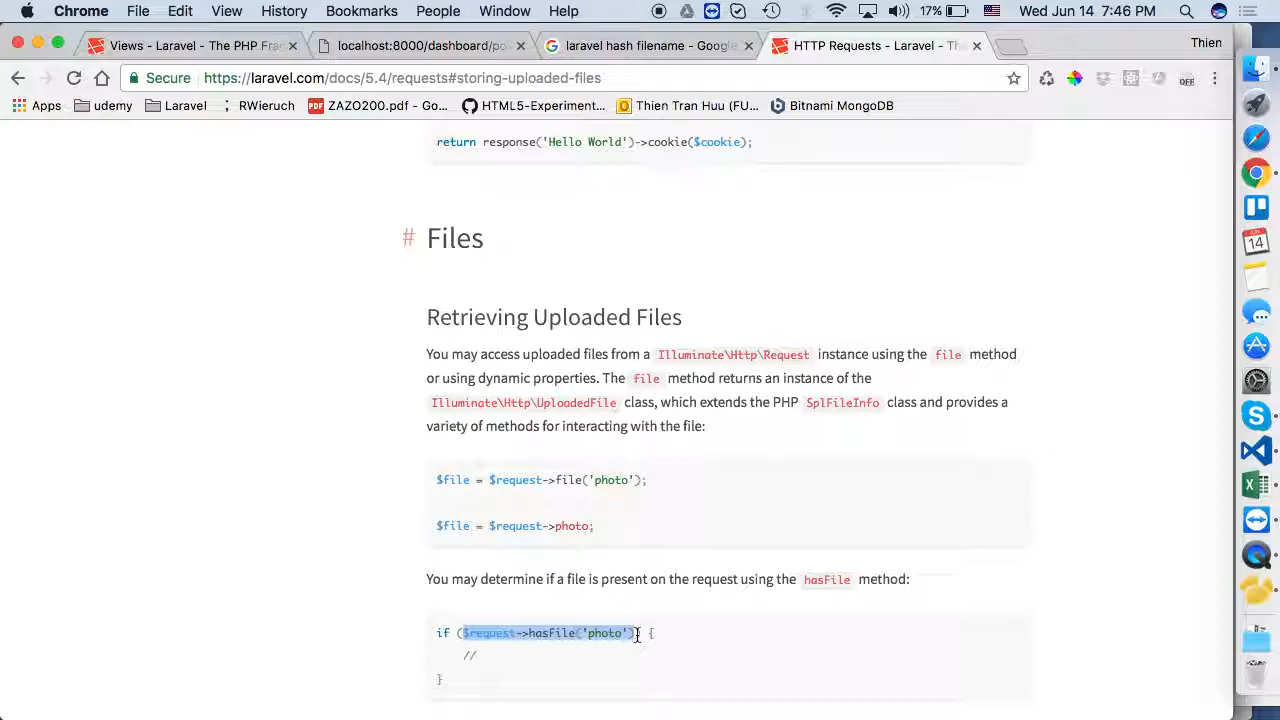 Chrome File Edit View History Bookmarks People Window Help 17% Wed Jun 14 7:46 PM
Views - Laravel - The PHP Fra
localhost:8000/dashboard/po
laravel hash filename - Google
HTTP Requests - Laravel - Th
Thien
Secure https://laravel.com/docs/5.4/requests#storing-uploaded-files
OFF
Apps udemy Laravel RWieruch ZAZO200.pdf - Go... HTML5-Experiment... Thien Tran Huu (FU... Bitnami MongoDB
return response('Hello World')->cookie($cookie);
# Files
Retrieving Uploaded Files
You may access uploaded files from a Illuminate\Http\Request instance using the file method
or using dynamic properties. The file method returns an instance of the
Illuminate\Http\UploadedFile class, which extends the PHP SplFileInfo class and provides a
variety of methods for interacting with the file:
$file = $request->file('photo');
$file = $request->photo;
You may determine if a file is present on the request using the hasFile method:
if ($request->hasFile('photo')) {
//
}
14